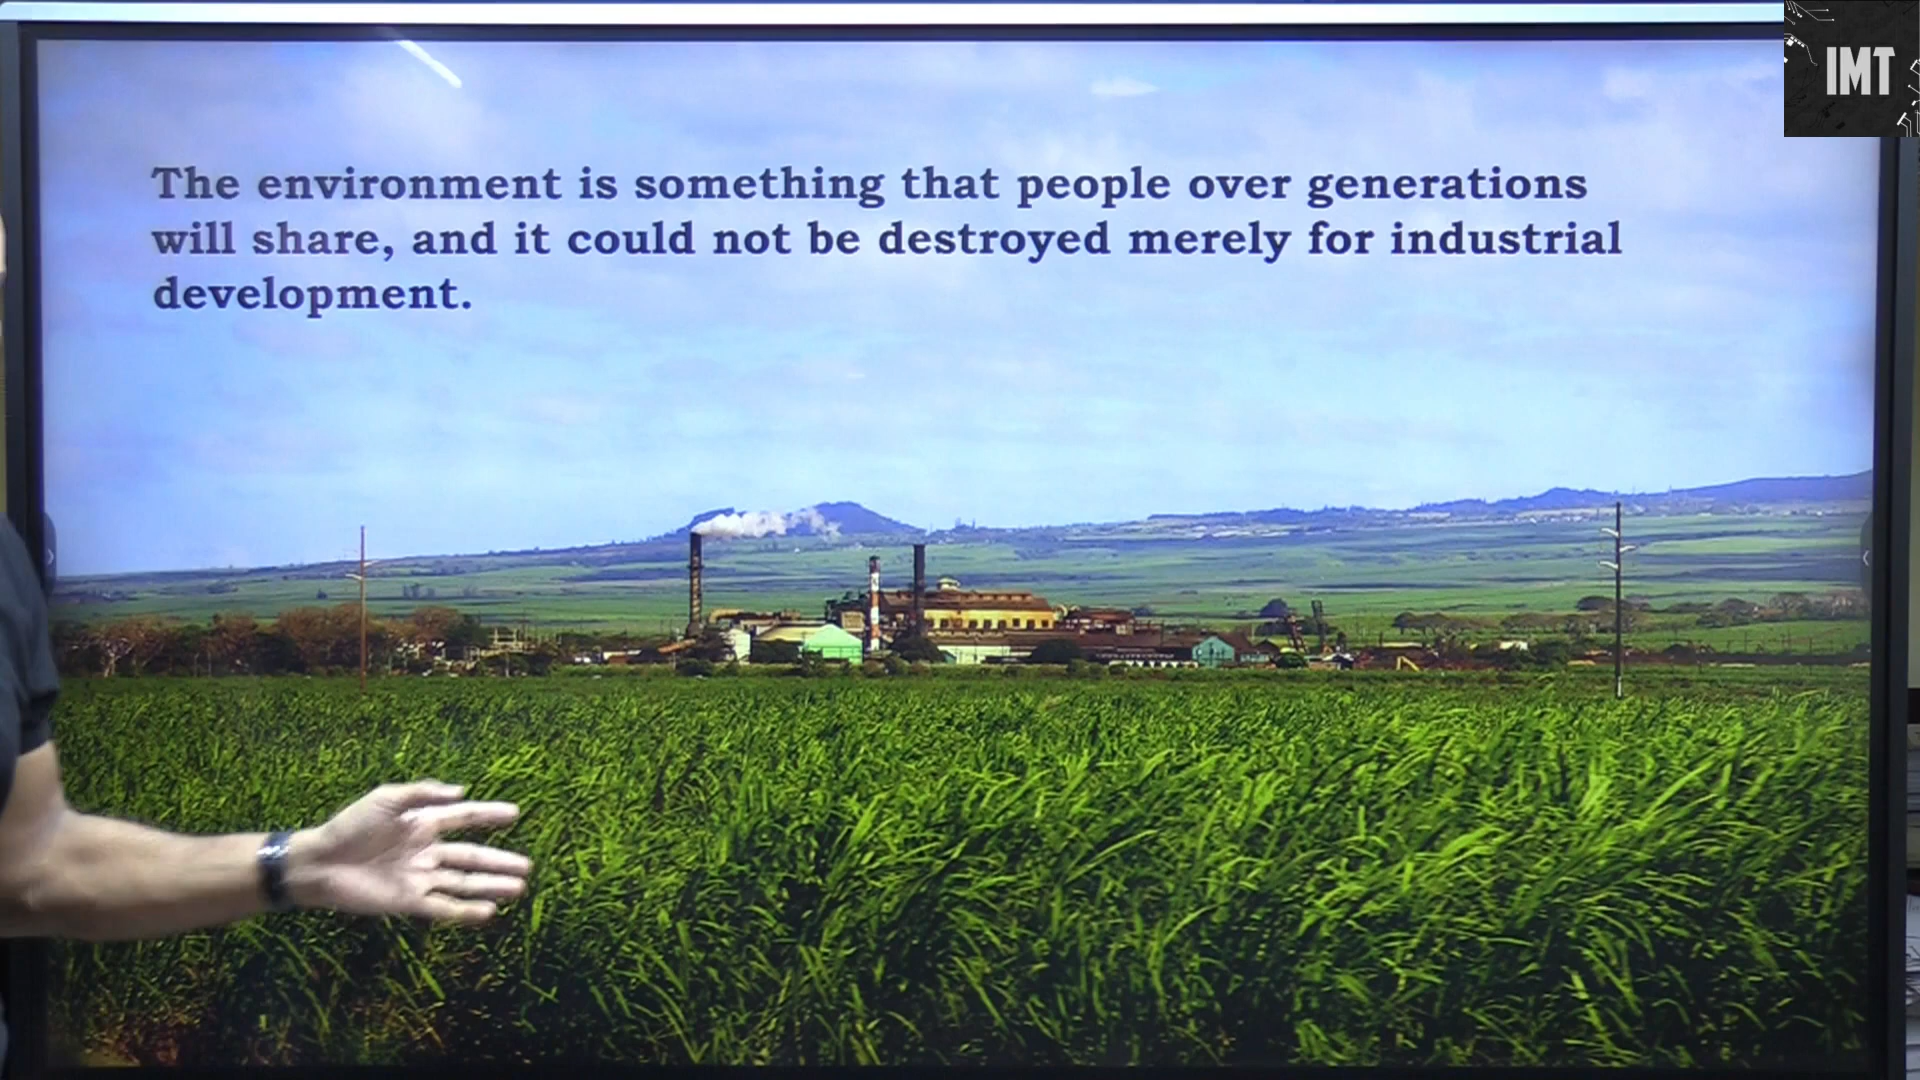 IMT
The environment is something that people over generations
will share, and it could not be destroyed merely for industrial
development.